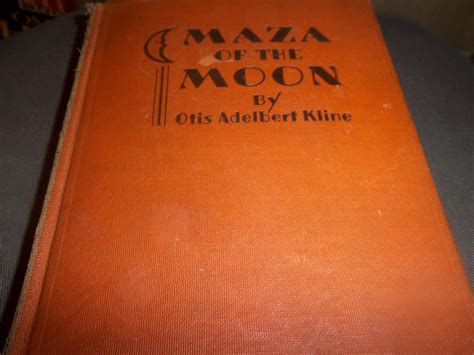 MAZA
OF THE
MOON
By
Otis Adelbert Kline